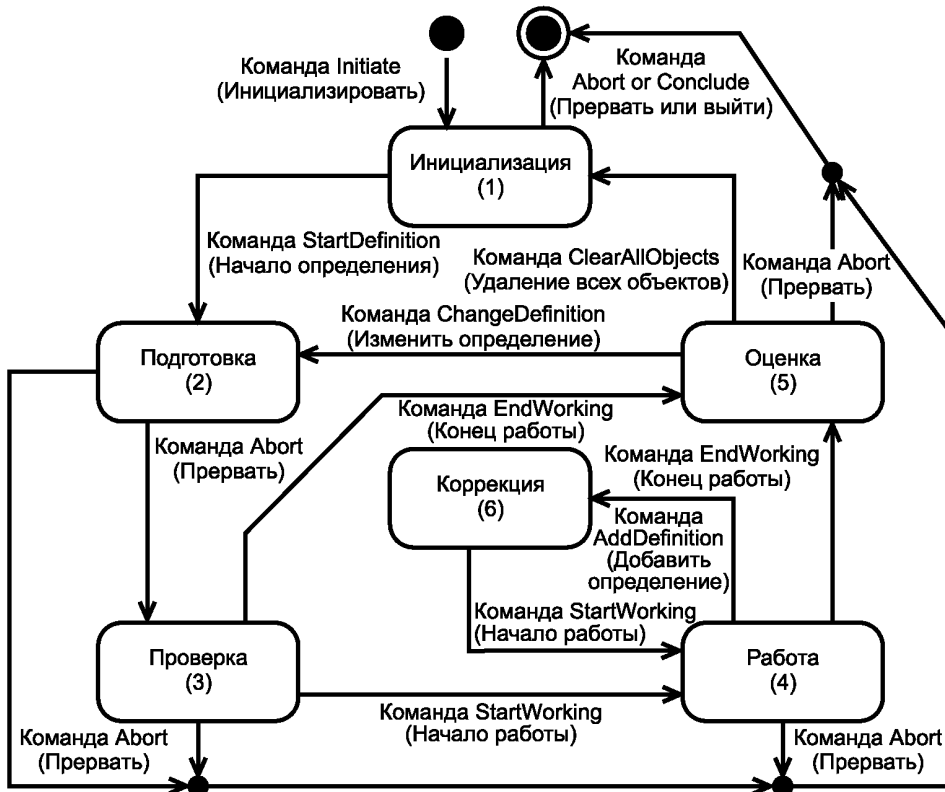 Команда Initiate
(Инициализировать)
Команда
Abort or Conclude
(Прервать или выйти)
Инициализация
(1)
Команда StartDefinition
(Начало определения)
Команда ClearAllObjects
(Удаление всех объектов)
Команда Abort
(Прервать)
Команда ChangeDefinition
(Изменить определение)
Подготовка
(2)
Оценка
(5)
Команда EndWorking
(Конец работы)
Команда Abort
(Прервать)
Команда EndWorking
(Конец работы)
Коррекция
(6)
Команда
AddDefinition
(Добавить
определение)
Команда StartWorking
(Начало работы)
Проверка
(3)
Работа
(4)
Команда StartWorking
(Начало работы)
Команда Abort
(Прервать)
Команда Abort
(Прервать)